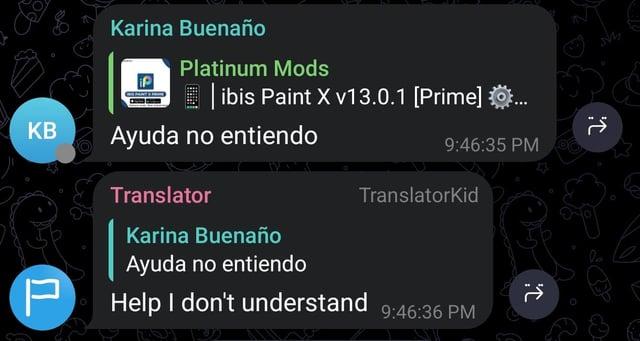 Karina Buenaño
Platinum Mods
📱 | ibis Paint X v13.0.1 [Prime] ⚙️...
KB
Ayuda no entiendo
9:46:35 PM
Translator TranslatorKid
Karina Buenaño
Ayuda no entiendo
Help I don't understand
9:46:36 PM